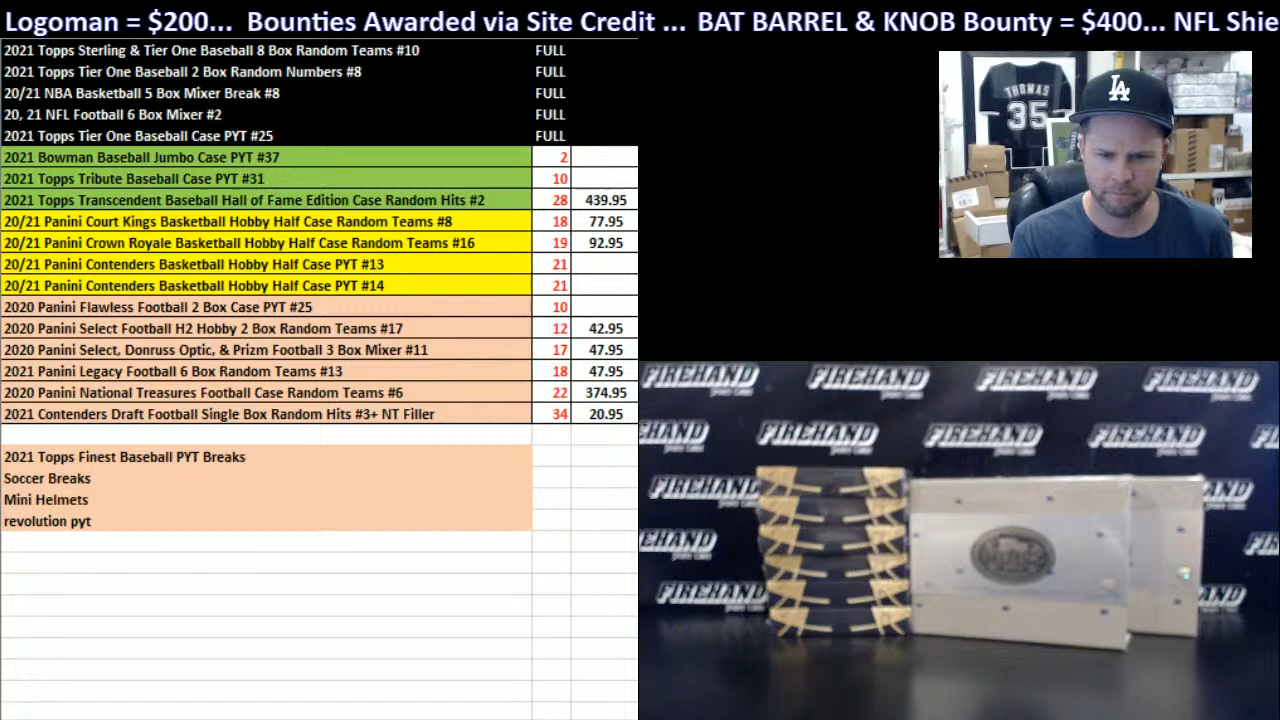 Logoman = $200... Bounties Awarded via Site Credit ... BAT BARREL & KNOB Bounty = $400... NFL Shie
2021 Topps Sterling & Tier One Baseball 8 Box Random Teams #10 FULL
2021 Topps Tier One Baseball 2 Box Random Numbers #8 FULL
20/21 NBA Basketball 5 Box Mixer Break #8 FULL
20, 21 NFL Football 6 Box Mixer #2 FULL
2021 Topps Tier One Baseball Case PYT #25 FULL
2021 Bowman Baseball Jumbo Case PYT #37 2
2021 Topps Tribute Baseball Case PYT #31 10
2021 Topps Transcendent Baseball Hall of Fame Edition Case Random Hits #2 28 439.95
20/21 Panini Court Kings Basketball Hobby Half Case Random Teams #8 18 77.95
20/21 Panini Crown Royale Basketball Hobby Half Case Random Teams #16 19 92.95
20/21 Panini Contenders Basketball Hobby Half Case PYT #13 21
20/21 Panini Contenders Basketball Hobby Half Case PYT #14 21
2020 Panini Flawless Football 2 Box Case PYT #25 10
2020 Panini Select Football H2 Hobby 2 Box Random Teams #17 12 42.95
2020 Panini Select, Donruss Optic, & Prizm Football 3 Box Mixer #11 17 47.95
2021 Panini Legacy Football 6 Box Random Teams #13 18 47.95
2020 Panini National Treasures Football Case Random Teams #6 22 374.95
2021 Contenders Draft Football Single Box Random Hits #3+ NT Filler 34 20.95
2021 Topps Finest Baseball PYT Breaks
Soccer Breaks
Mini Helmets
revolution pyt
THOMAS
35
LA
FIREHAND FIREHAND FIREHAND FIREHAND
FIREHAND FIREHAND FIREHAND
FIREHAND FIREHAND
FIREHAND
FIREHAND